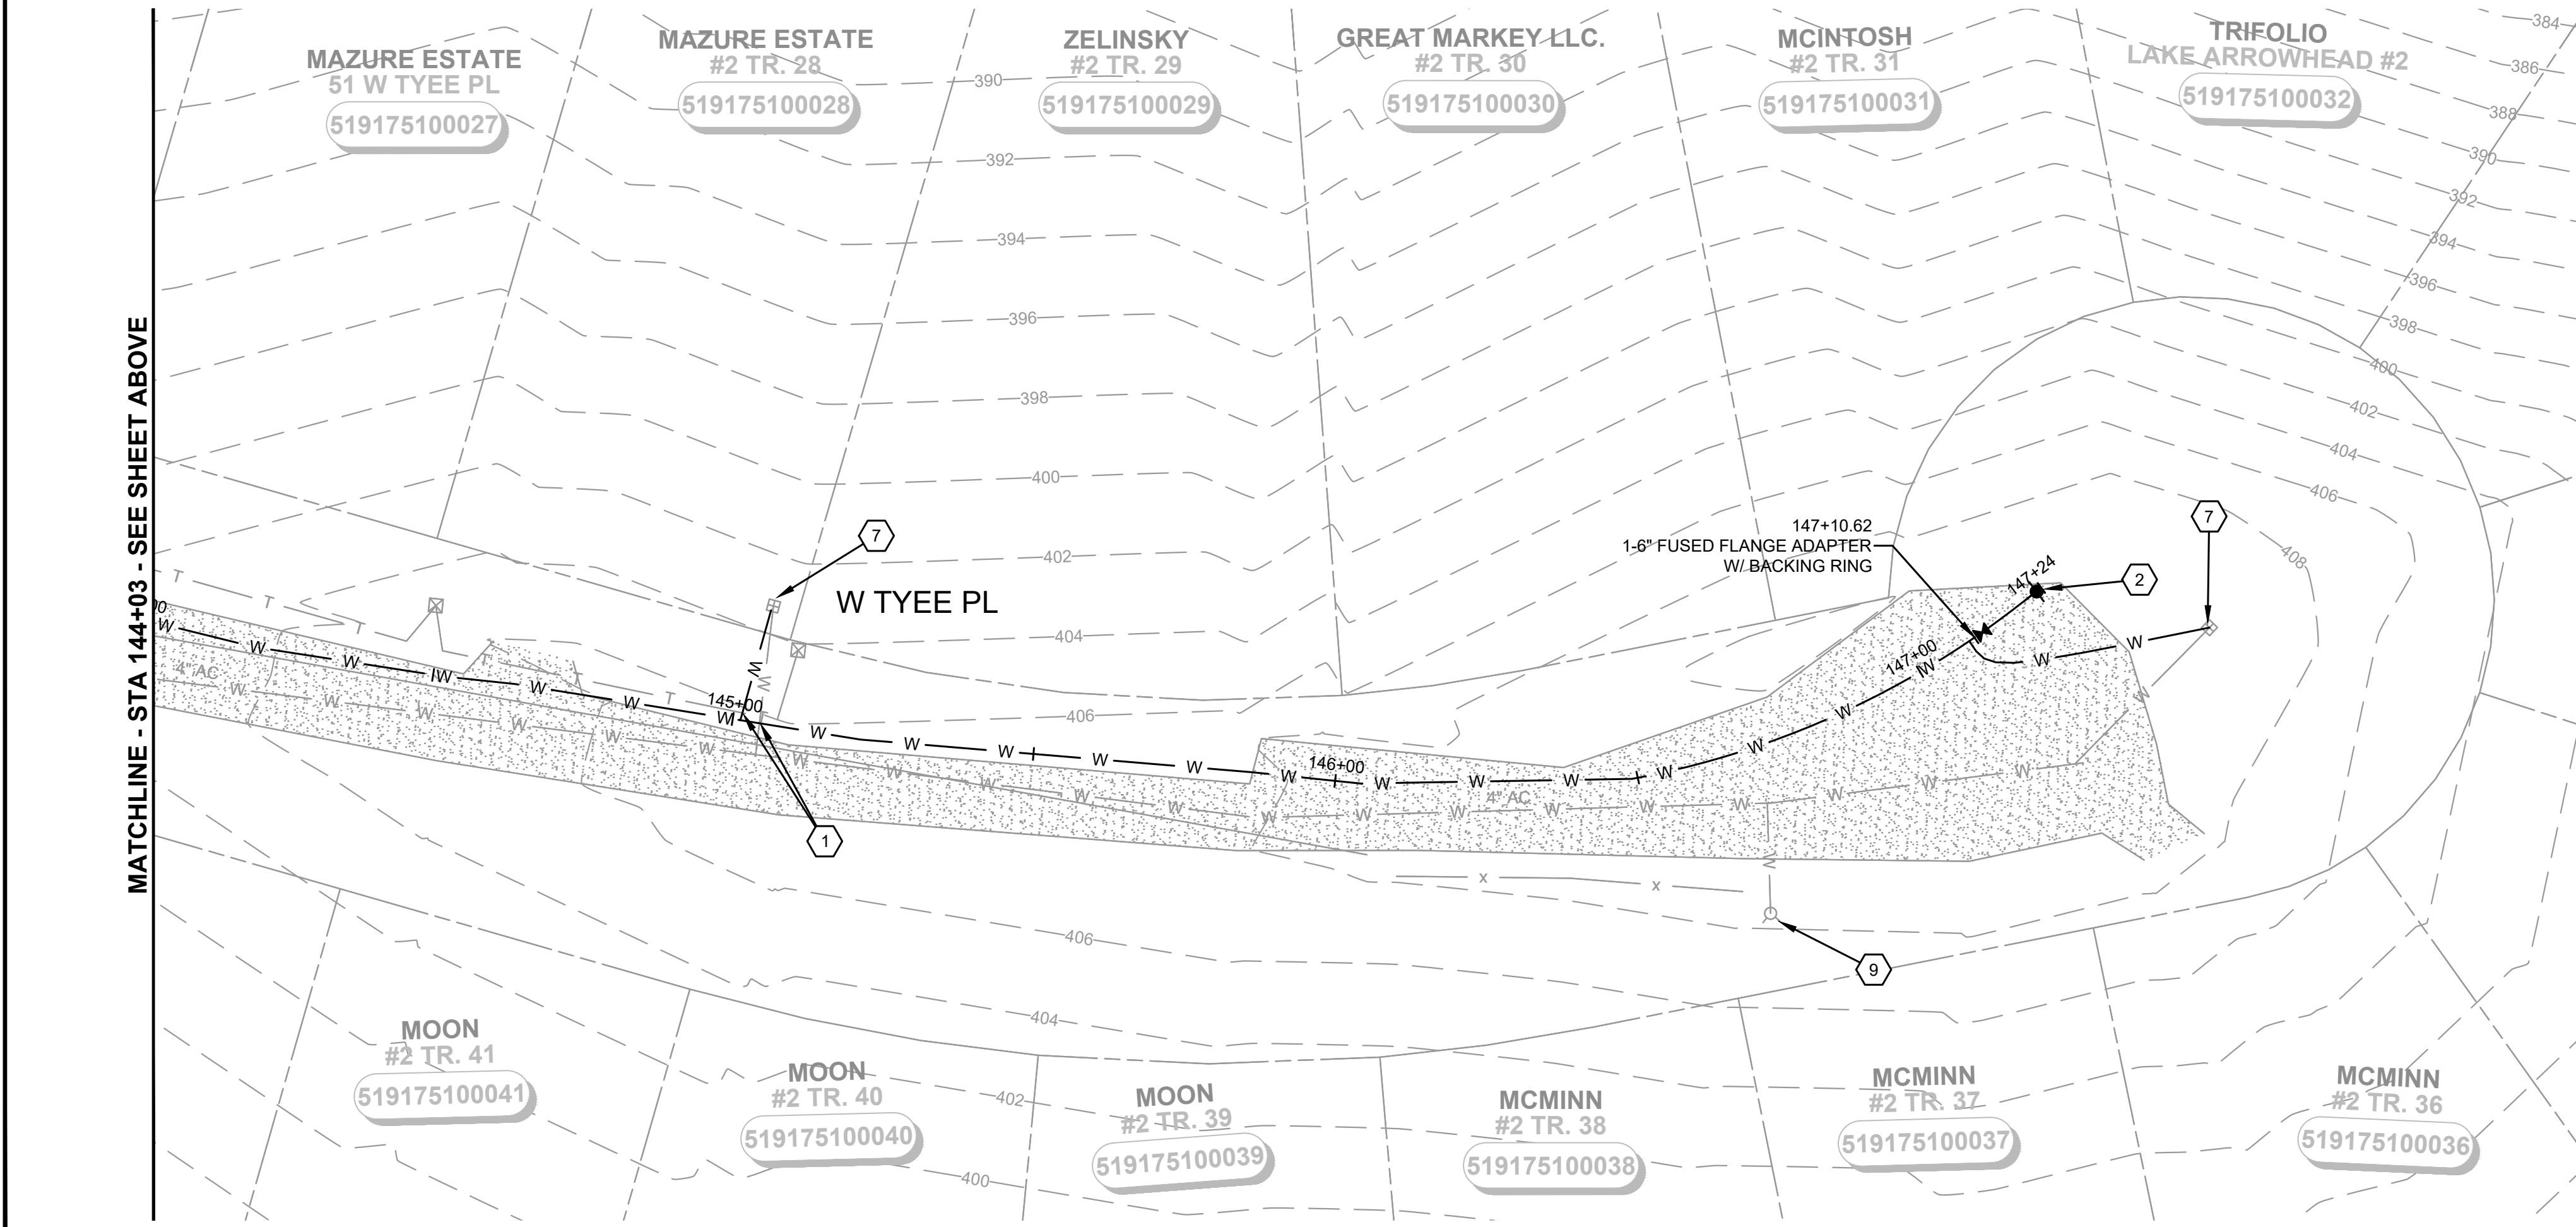 MAZURE ESTATE
51 W TYEE PL
519175100027
MAZURE ESTATE
#2 TR. 28
519175100028
ZELINSKY
#2 TR. 29
519175100029
GREAT MARKEY LLC.
#2 TR. 30
519175100030
MCINTOSH
#2 TR. 31
519175100031
TRIFOLIO
LAKE ARROWHEAD #2
519175100032
384
386
388
390
392
394
396
398
400
402
404
406
408
390
392
394
396
398
400
402
404
406
MATCHLINE - STA 144+03 - SEE SHEET ABOVE
7
W TYEE PL
147+10.62
1-6" FUSED FLANGE ADAPTER
W/ BACKING RING
147+24
2
7
T T T T T T
00
W W W W W W W W W W W W W W W W W W W W W
145+00
146+00
147+00
W
W W
4" AC
W W W W W W W W W W W W W W W W W W W W
4" AC
W
W
W
1
x x
9
406
404
402
400
MOON
#2 TR. 41
519175100041
MOON
#2 TR. 40
519175100040
MOON
#2 TR. 39
519175100039
MCMINN
#2 TR. 38
519175100038
MCMINN
#2 TR. 37
519175100037
MCMINN
#2 TR. 36
519175100036